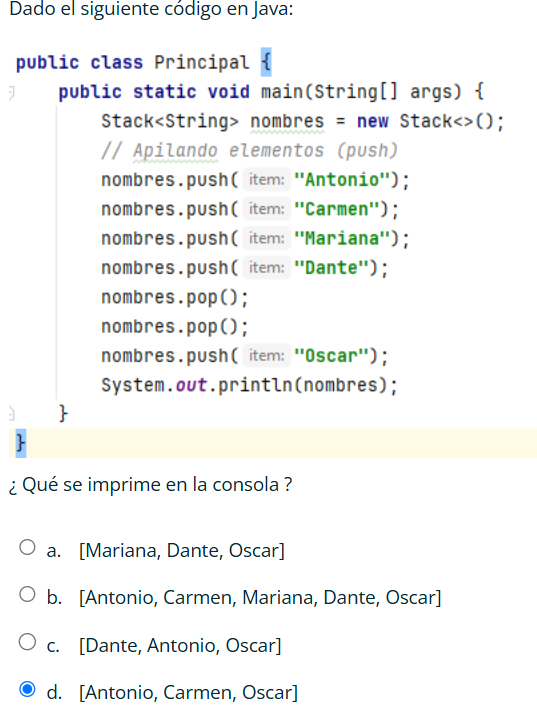 Dado el siguiente código en Java:
public class Principal {
public static void main(String[] args) {
Stack<String> nombres = new Stack<>();
// Apilando elementos (push)
nombres.push( item: "Antonio");
nombres.push( item: "Carmen");
nombres.push( item: "Mariana");
nombres.push( item: "Dante");
nombres.pop();
nombres.pop();
nombres.push( item: "Oscar");
System.out.println(nombres);
}
}
¿ Qué se imprime en la consola ?
a. [Mariana, Dante, Oscar]
b. [Antonio, Carmen, Mariana, Dante, Oscar]
c. [Dante, Antonio, Oscar]
d. [Antonio, Carmen, Oscar]